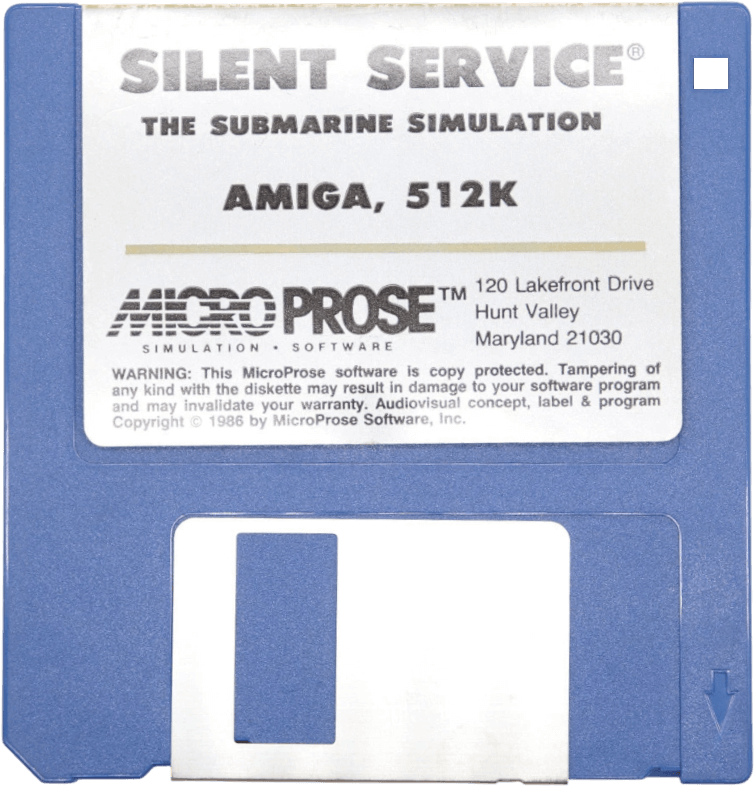 SILENT SERVICE®
THE SUBMARINE SIMULATION
AMIGA, 512K
MICROPROSE™
SIMULATION • SOFTWARE
120 Lakefront Drive
Hunt Valley
Maryland 21030
WARNING: This MicroProse software is copy protected. Tampering of
any kind with the diskette may result in damage to your software program
and may invalidate your warranty. Audiovisual concept, label & program
Copyright © 1986 by MicroProse Software, Inc.